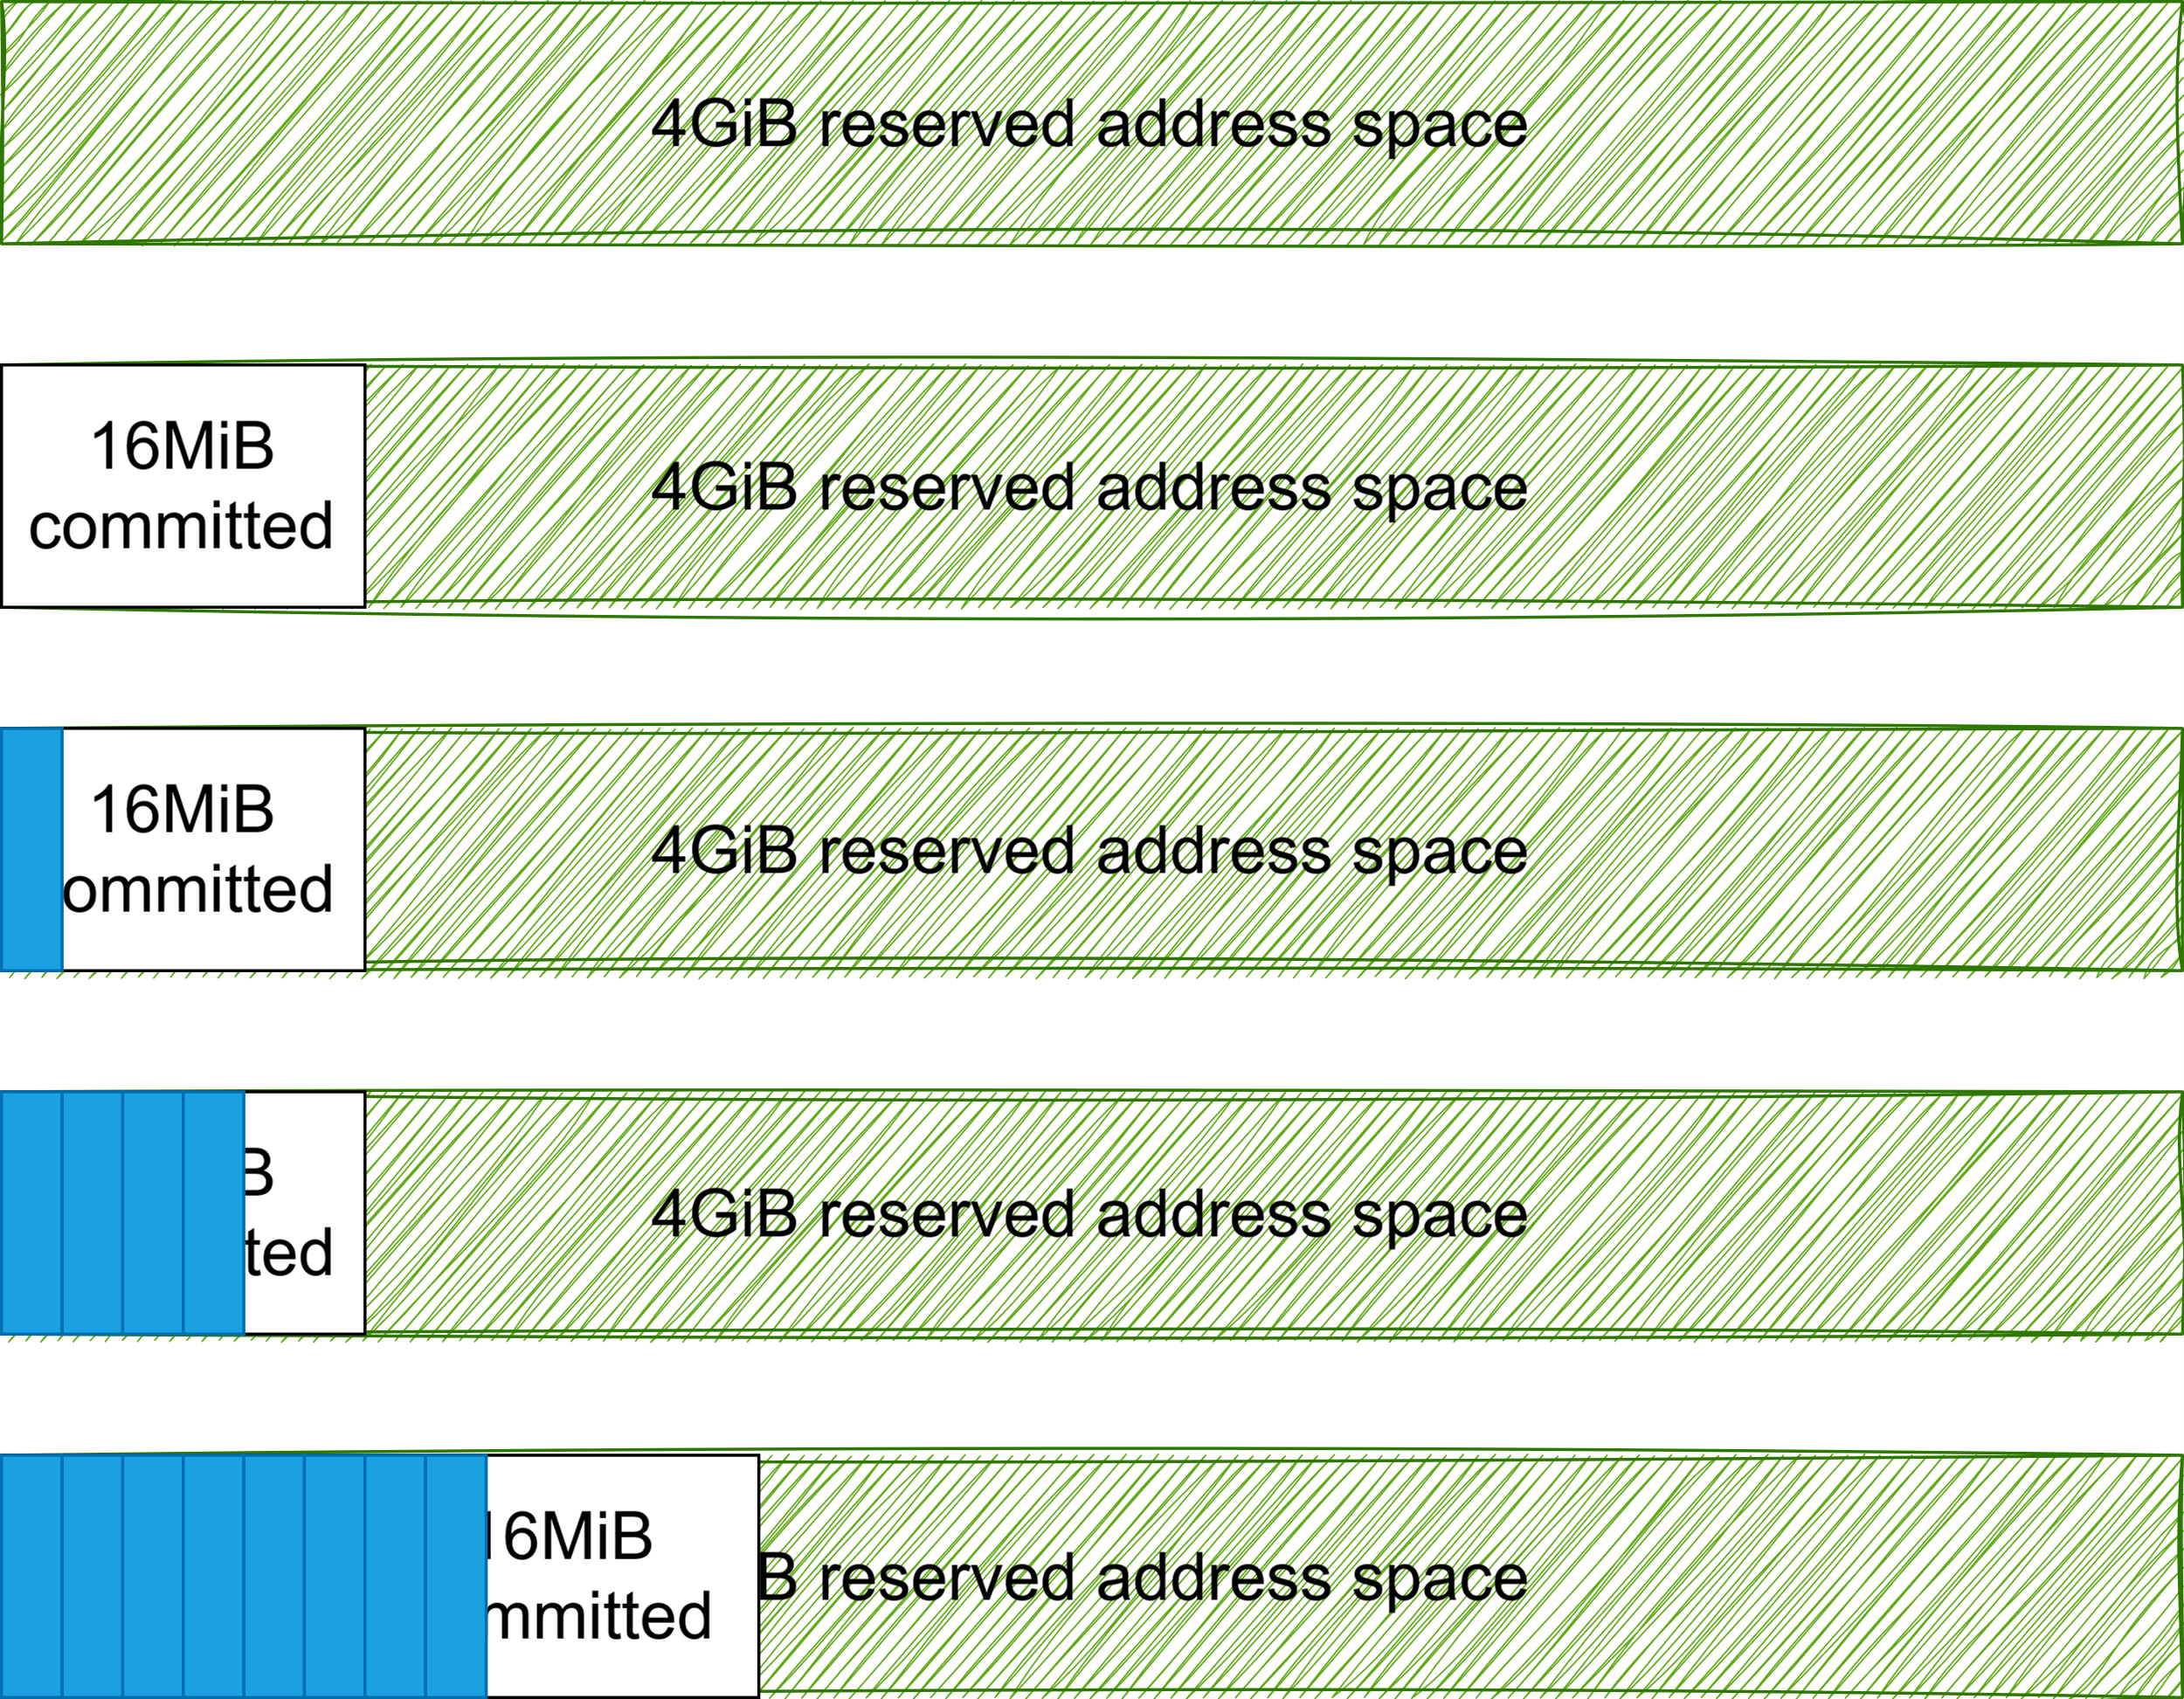 4GiB reserved address space
16MiB
committed
4GiB reserved address space
16MiB
ommitted
4GiB reserved address space
B
ted
4GiB reserved address space
6MiB
mmitted
B reserved address space